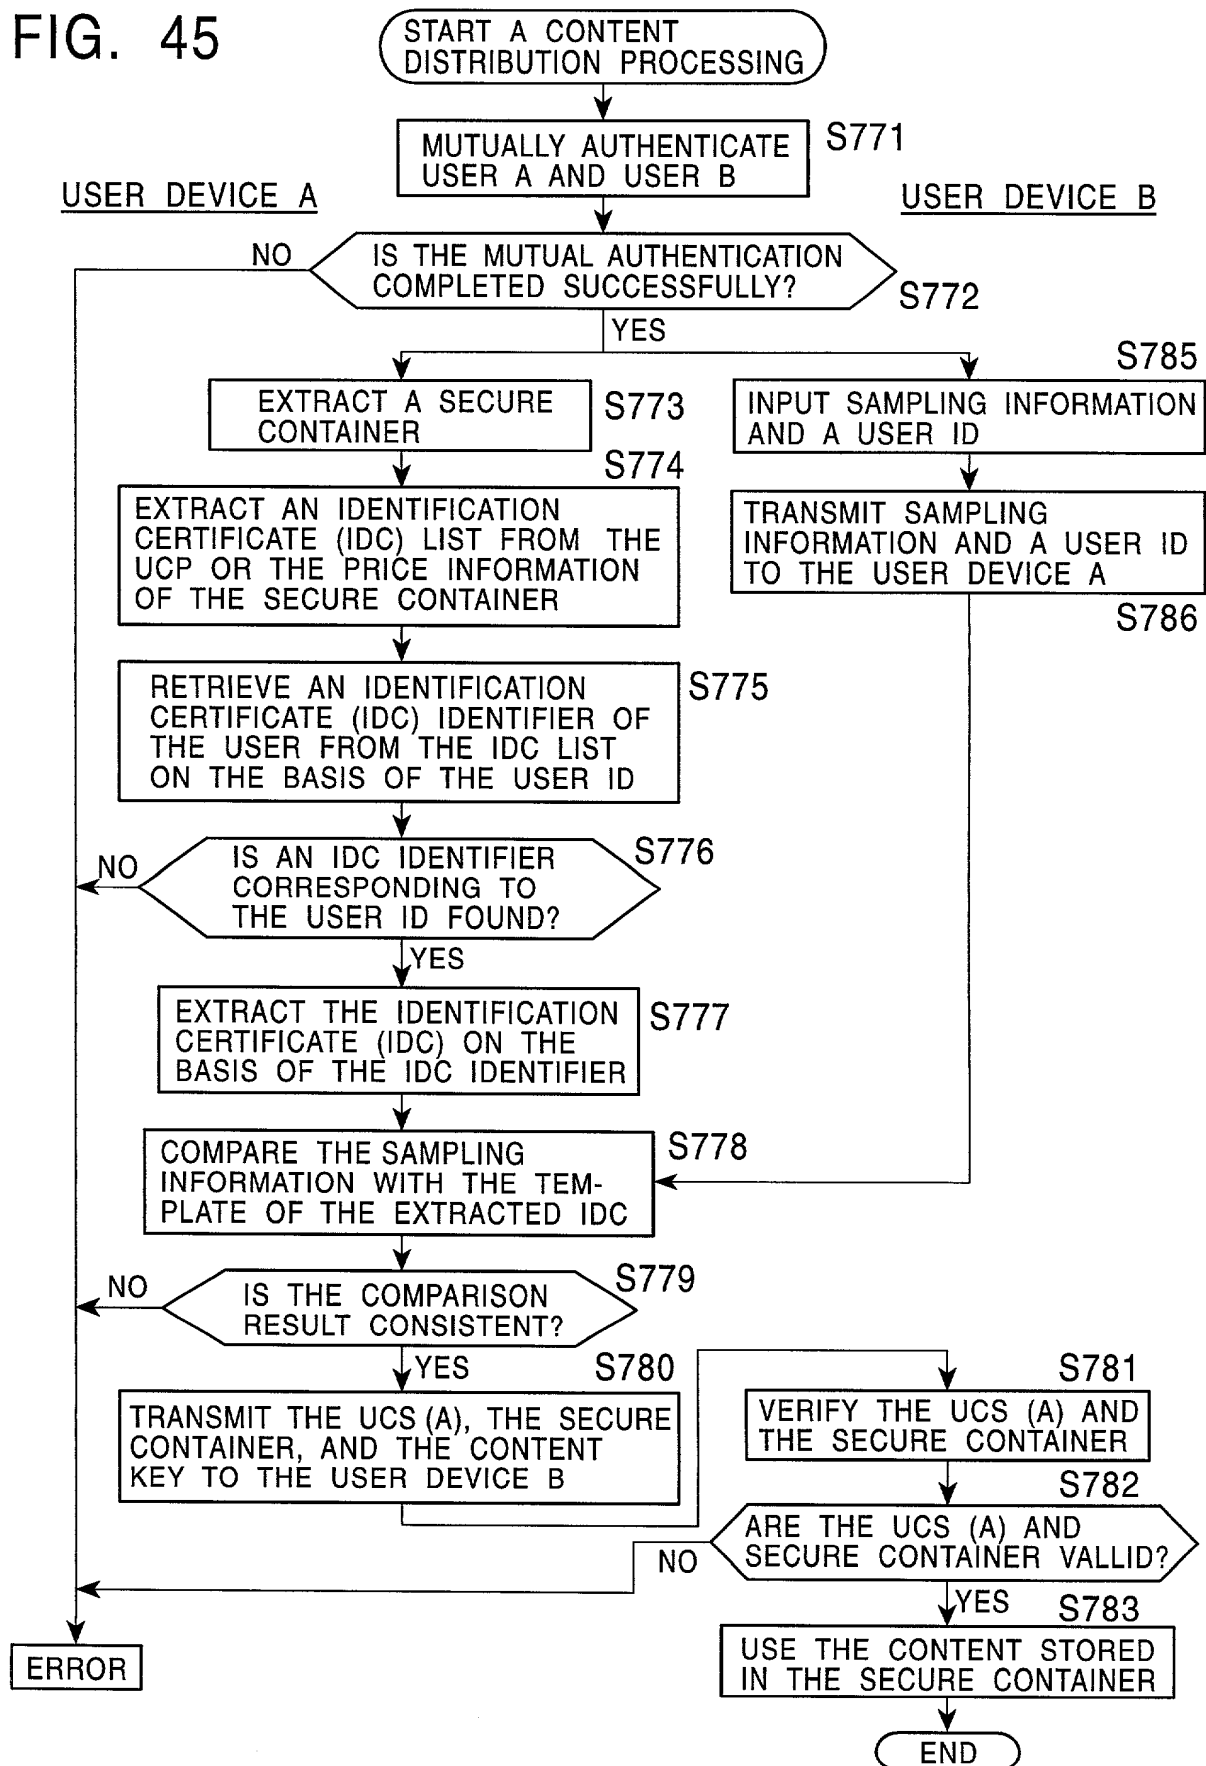 FIG. 45
START A CONTENT
DISTRIBUTION PROCESSING
S771
MUTUALLY AUTHENTICATE
USER A AND USER B
USER DEVICE A
USER DEVICE B
NO
IS THE MUTUAL AUTHENTICATION
COMPLETED SUCCESSFULLY?
S772
YES
S773
EXTRACT A SECURE
CONTAINER
S785
INPUT SAMPLING INFORMATION
AND A USER ID
S774
EXTRACT AN IDENTIFICATION
CERTIFICATE (IDC) LIST FROM THE
UCP OR THE PRICE INFORMATION
OF THE SECURE CONTAINER
TRANSMIT SAMPLING
INFORMATION AND A USER ID
TO THE USER DEVICE A
S786
S775
RETRIEVE AN IDENTIFICATION
CERTIFICATE (IDC) IDENTIFIER OF
THE USER FROM THE IDC LIST
ON THE BASIS OF THE USER ID
S776
NO
IS AN IDC IDENTIFIER
CORRESPONDING TO
THE USER ID FOUND?
YES
S777
EXTRACT THE IDENTIFICATION
CERTIFICATE (IDC) ON THE
BASIS OF THE IDC IDENTIFIER
S778
COMPARE THE SAMPLING
INFORMATION WITH THE TEM-
PLATE OF THE EXTRACTED IDC
S779
NO
IS THE COMPARISON
RESULT CONSISTENT?
YES
S780
TRANSMIT THE UCS (A), THE SECURE
CONTAINER, AND THE CONTENT
KEY TO THE USER DEVICE B
S781
VERIFY THE UCS (A) AND
THE SECURE CONTAINER
S782
ARE THE UCS (A) AND
SECURE CONTAINER VALLID?
NO
YES
S783
USE THE CONTENT STORED
IN THE SECURE CONTAINER
ERROR
END